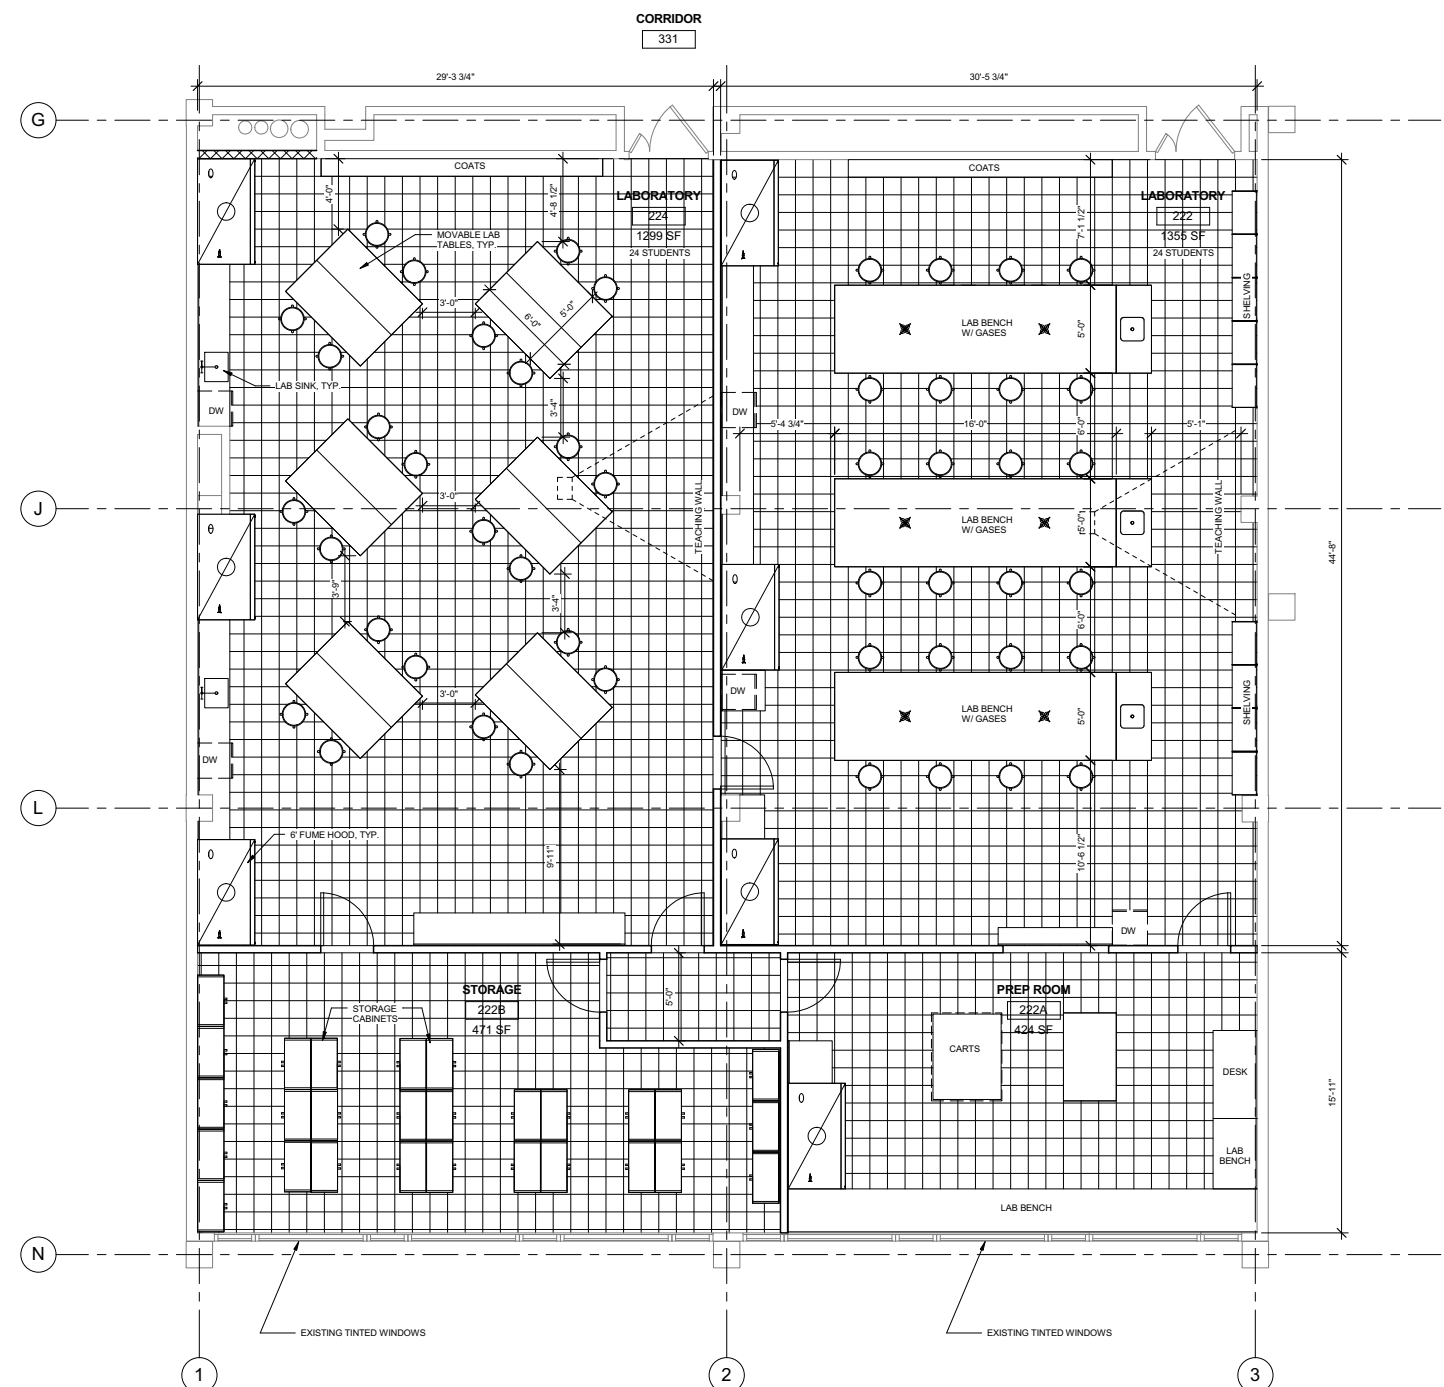 CORRIDOR
331
29'-3 3/4"
30'-5 3/4"
G
COATS
COATS
4'-0"
4'-8 1/2"
LABORATORY
224
1299 SF
24 STUDENTS
7'-1 1/2"
LABORATORY
222
1355 SF
24 STUDENTS
MOVABLE LAB
TABLES, TYP.
3'-0"
6'-0"
5'-0"
LAB BENCH
W/ GASES
5'-0"
SHELVING
LAB SINK, TYP.
DW
3'-4"
DW
5'-4 3/4"
16'-0"
6'-0"
5'-1"
J
3'-0"
TEACHING WALL
LAB BENCH
W/ GASES
5'-0"
TEACHING WALL
44'-8"
3'-9"
3'-4"
6'-0"
3'-0"
DW
LAB BENCH
W/ GASES
5'-0"
SHELVING
DW
L
6' FUME HOOD, TYP.
9'-11"
10'-6 1/2"
DW
STORAGE
222B
471 SF
STORAGE
CABINETS
5'-0"
PREP ROOM
222A
424 SF
CARTS
DESK
15'-11"
LAB
BENCH
LAB BENCH
N
EXISTING TINTED WINDOWS
EXISTING TINTED WINDOWS
1
2
3